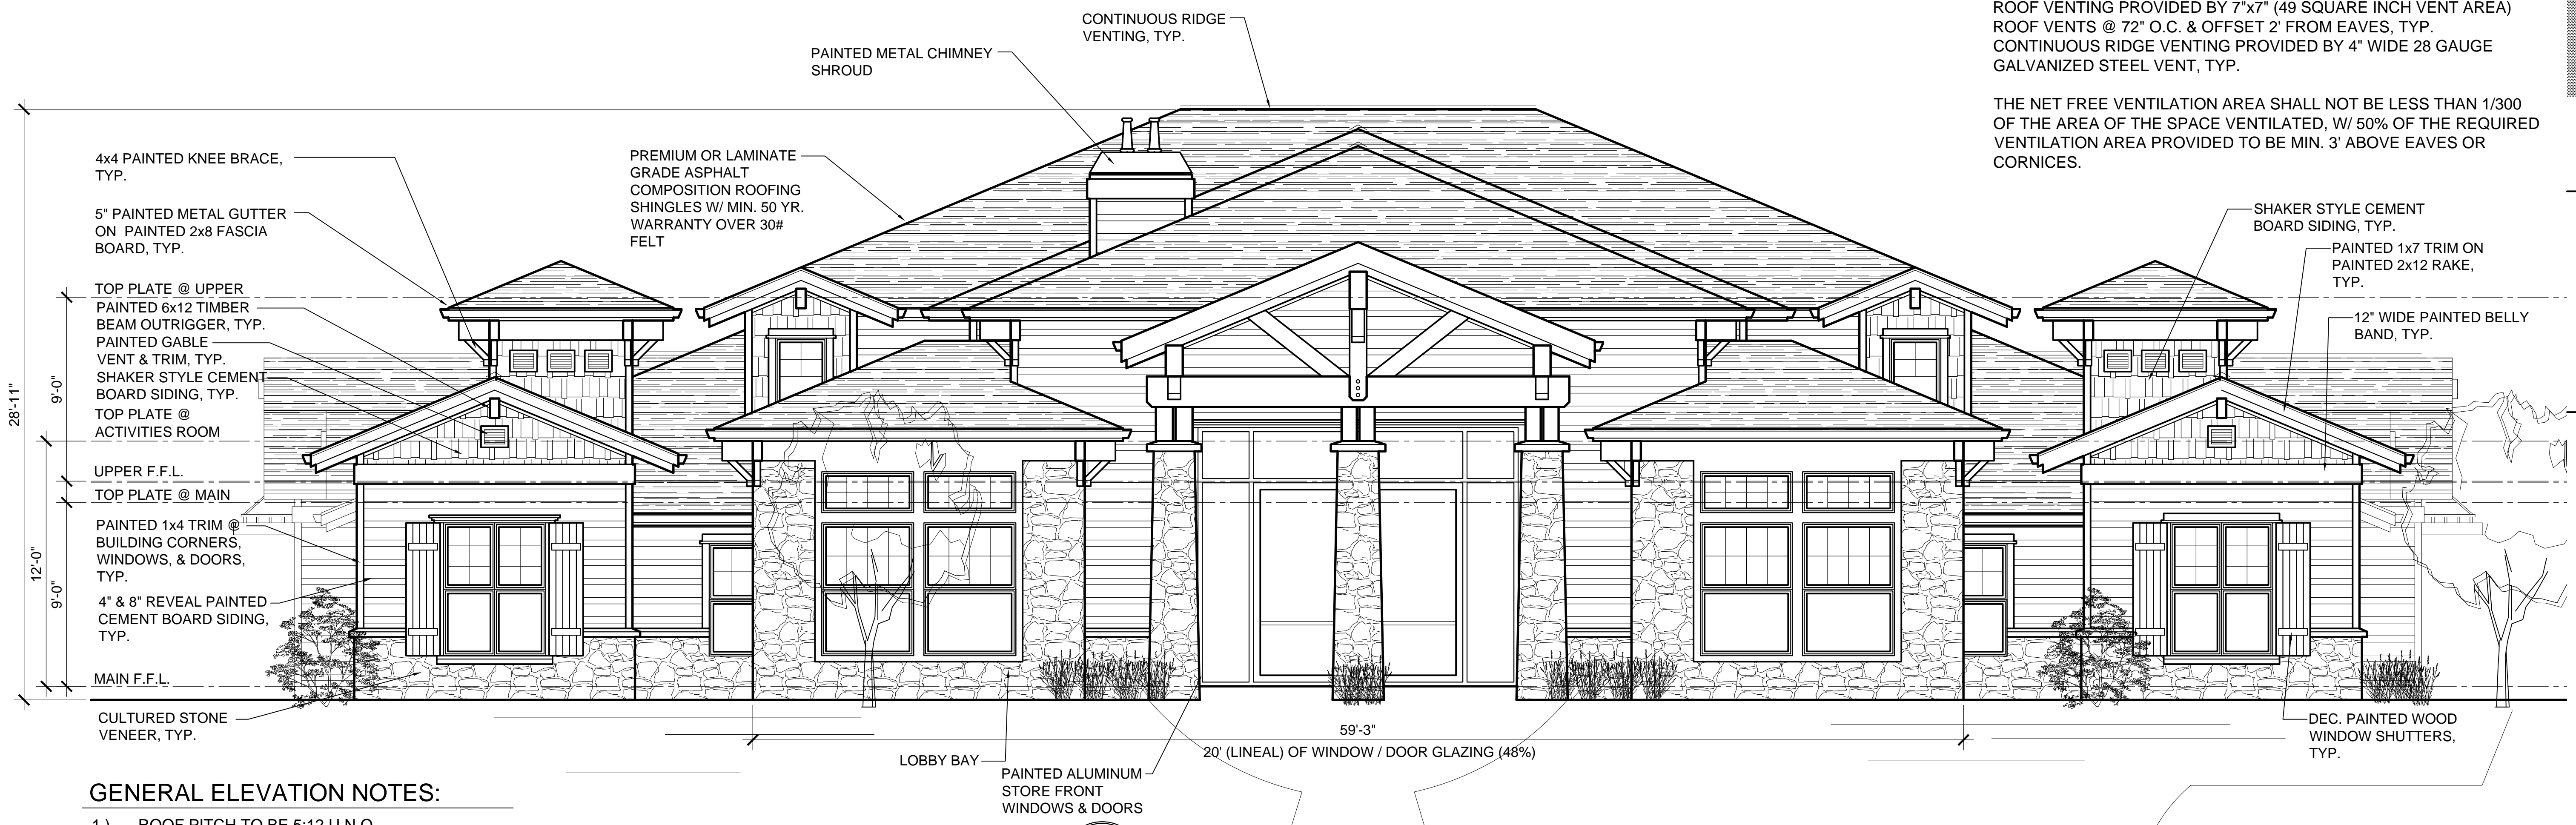 CONTINUOUS RIDGE
VENTING, TYP.
PAINTED METAL CHIMNEY
SHROUD
ROOF VENTING PROVIDED BY 7"x7" (49 SQUARE INCH VENT AREA)
ROOF VENTS @ 72" O.C. & OFFSET 2' FROM EAVES, TYP.
CONTINUOUS RIDGE VENTING PROVIDED BY 4" WIDE 28 GAUGE
GALVANIZED STEEL VENT, TYP.
THE NET FREE VENTILATION AREA SHALL NOT BE LESS THAN 1/300
OF THE AREA OF THE SPACE VENTILATED, W/ 50% OF THE REQUIRED
VENTILATION AREA PROVIDED TO BE MIN. 3' ABOVE EAVES OR
CORNICES.
4x4 PAINTED KNEE BRACE,
TYP.
5" PAINTED METAL GUTTER
ON PAINTED 2x8 FASCIA
BOARD, TYP.
PREMIUM OR LAMINATE
GRADE ASPHALT
COMPOSITION ROOFING
SHINGLES W/ MIN. 50 YR.
WARRANTY OVER 30#
FELT
SHAKER STYLE CEMENT
BOARD SIDING, TYP.
PAINTED 1x7 TRIM ON
PAINTED 2x12 RAKE,
TYP.
12" WIDE PAINTED BELLY
BAND, TYP.
TOP PLATE @ UPPER
PAINTED 6x12 TIMBER
BEAM OUTRIGGER, TYP.
PAINTED GABLE
VENT & TRIM, TYP.
SHAKER STYLE CEMENT
BOARD SIDING, TYP.
TOP PLATE @
ACTIVITIES ROOM
UPPER F.F.L.
TOP PLATE @ MAIN
PAINTED 1x4 TRIM @
BUILDING CORNERS,
WINDOWS, & DOORS,
TYP.
4" & 8" REVEAL PAINTED
CEMENT BOARD SIDING,
TYP.
MAIN F.F.L.
CULTURED STONE
VENEER, TYP.
28'-11"
9'-0"
12'-0"
9'-0"
59'-3"
20' (LINEAL) OF WINDOW / DOOR GLAZING (48%)
LOBBY BAY
PAINTED ALUMINUM
STORE FRONT
WINDOWS & DOORS
DEC. PAINTED WOOD
WINDOW SHUTTERS,
TYP.
GENERAL ELEVATION NOTES:
1.) ROOF PITCH TO BE 5:12 U.N.O.